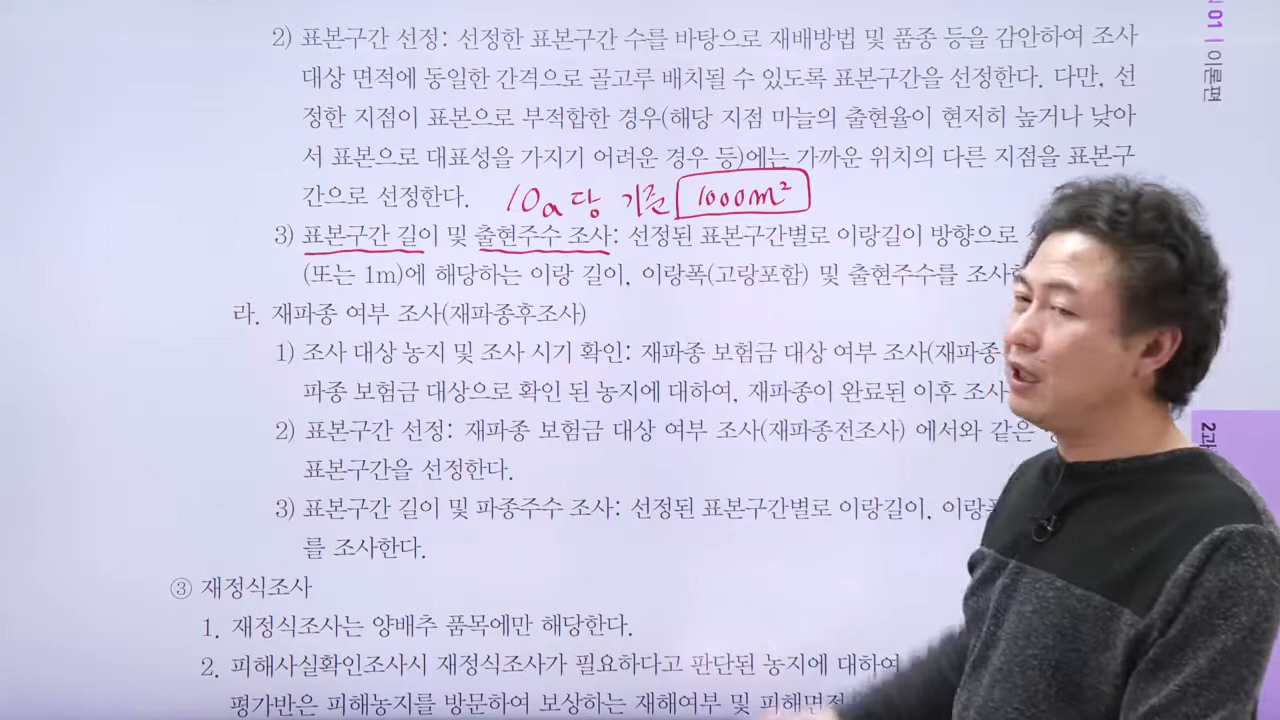 2) 표본구간 선정: 선정한 표본구간 수를 바탕으로 재배방법 및 품종 등을 감안하여 조사
대상 면적에 동일한 간격으로 골고루 배치될 수 있도록 표본구간을 선정한다. 다만, 선
정한 지점이 표본으로 부적합한 경우(해당 지점 마늘의 출현율이 현저히 높거나 낮아
서 표본으로 대표성을 가지기 어려운 경우 등)에는 가까운 위치의 다른 지점을 표본구
간으로 선정한다.
10a당 기준 1000m²
3) 표본구간 길이 및 출현주수 조사: 선정된 표본구간별로 이랑길이 방향으로
(또는 1m)에 해당하는 이랑 길이, 이랑폭(고랑포함) 및 출현주수를
라. 재파종 여부 조사(재파종후조사)
1) 조사 대상 농지 및 조사 시기 확인: 재파종 보험금 대상 여부 조사(재파종
파종 보험금 대상으로 확인 된 농지에 대하여, 재파종이 완료된 이후 조사
2) 표본구간 선정: 재파종 보험금 대상 여부 조사(재파종전조사) 에서와 같은
표본구간을 선정한다.
3) 표본구간 길이 및 파종주수 조사: 선정된 표본구간별로 이랑길이,
를 조사한다.
③ 재정식조사
1. 재정식조사는 양배추 품목에만 해당한다.
2. 피해사실확인조사시 재정식조사가 필요하다고 판단된 농지에 대하여
평가반은 피해농지를 방문하여 보상하는 재해여부 및
01 | 이론편
2과